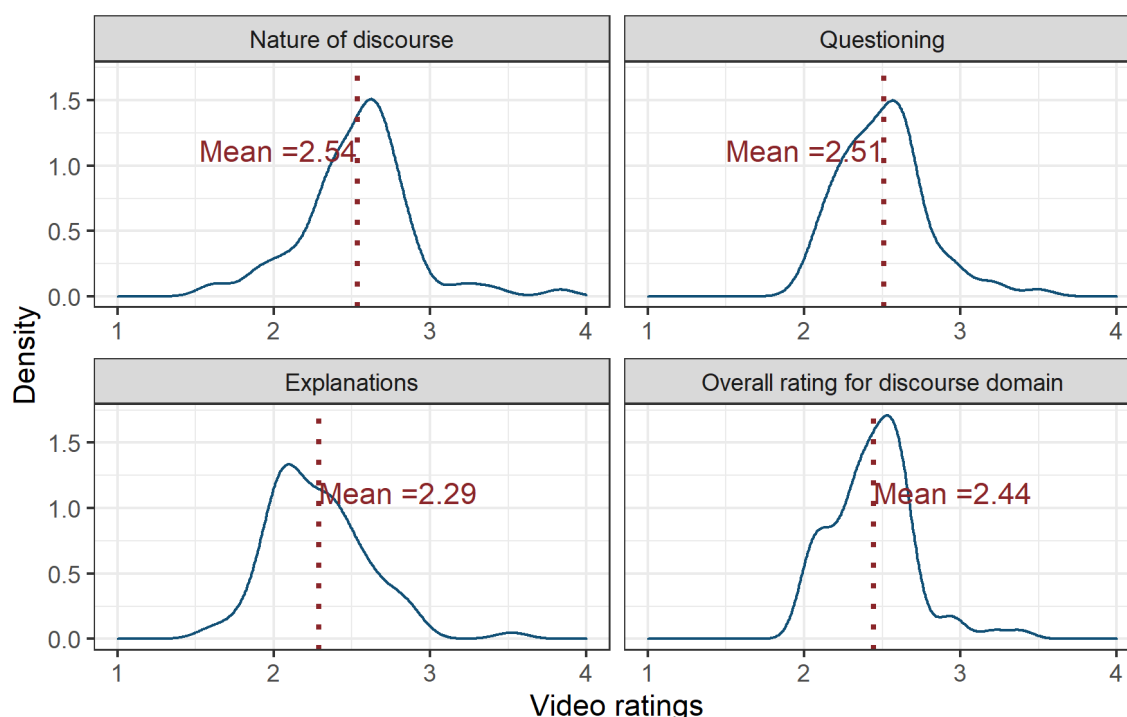 Nature of discourse
Questioning
Mean =2.54
Mean =2.51
1.5
1.0
0.5
0.0
1 2 3 4
1 2 3 4
Explanations
Overall rating for discourse domain
Mean =2.29
Mean =2.44
1.5
1.0
0.5
0.0
1 2 3 4
1 2 3 4
Density
Video ratings